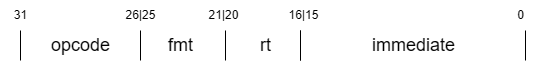 31 26|25 21|20 16|15 0
opcode fmt rt immediate